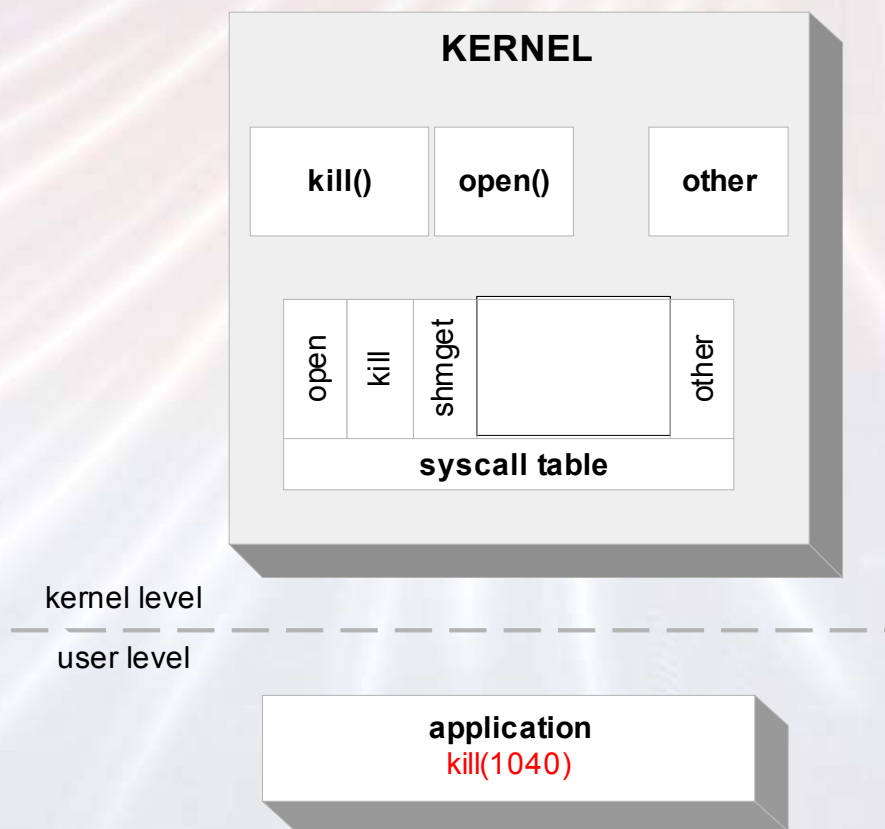 KERNEL
kill()
open()
other
open
kill
shmget
other
syscall table
kernel level
user level
application
kill(1040)